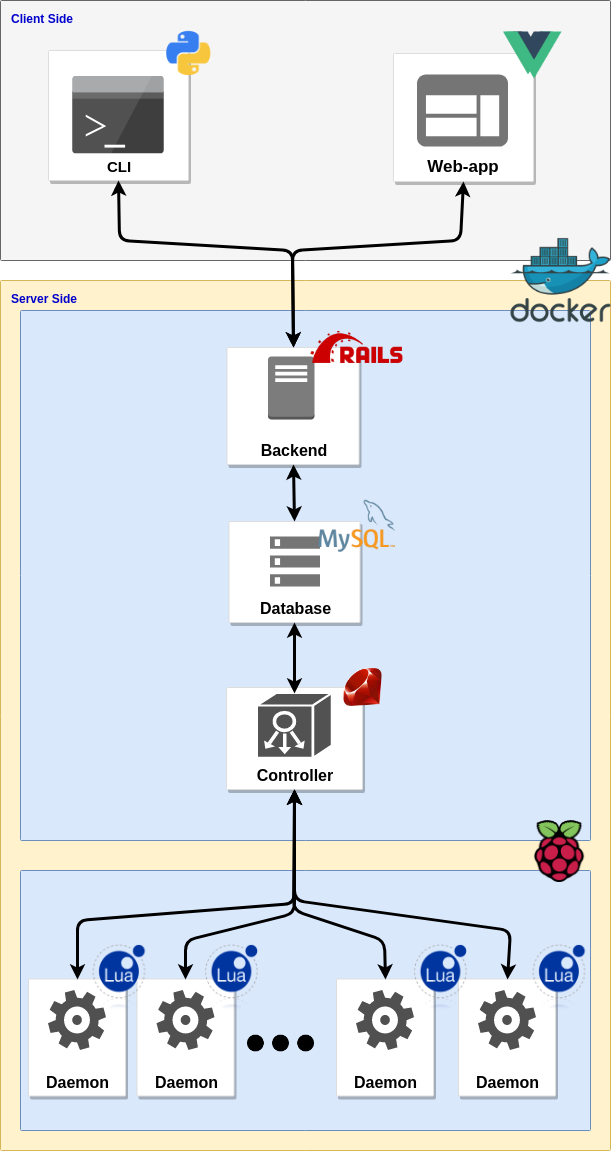 Client Side
>_
CLI
Web-app
docker
Server Side
RAILS
Backend
MySQL
Database
Controller
Lua
Lua
Lua
Lua
Daemon
Daemon
Daemon
Daemon